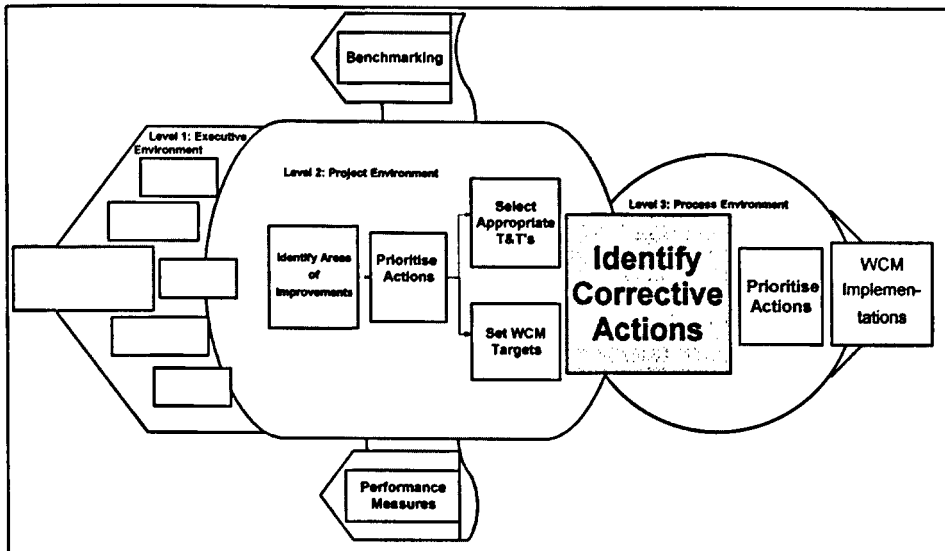 Benchmarking
Level 1: Executive
Environment
Level 2: Project Environment
Identify Areas
of
Improvements
Prioritise
Actions
Select
Appropriate
T&T's
Set WCM
Targets
Level 3: Process Environment
Identify
Corrective
Actions
Prioritise
Actions
WCM
Implemen-
tations
Performance
Measures